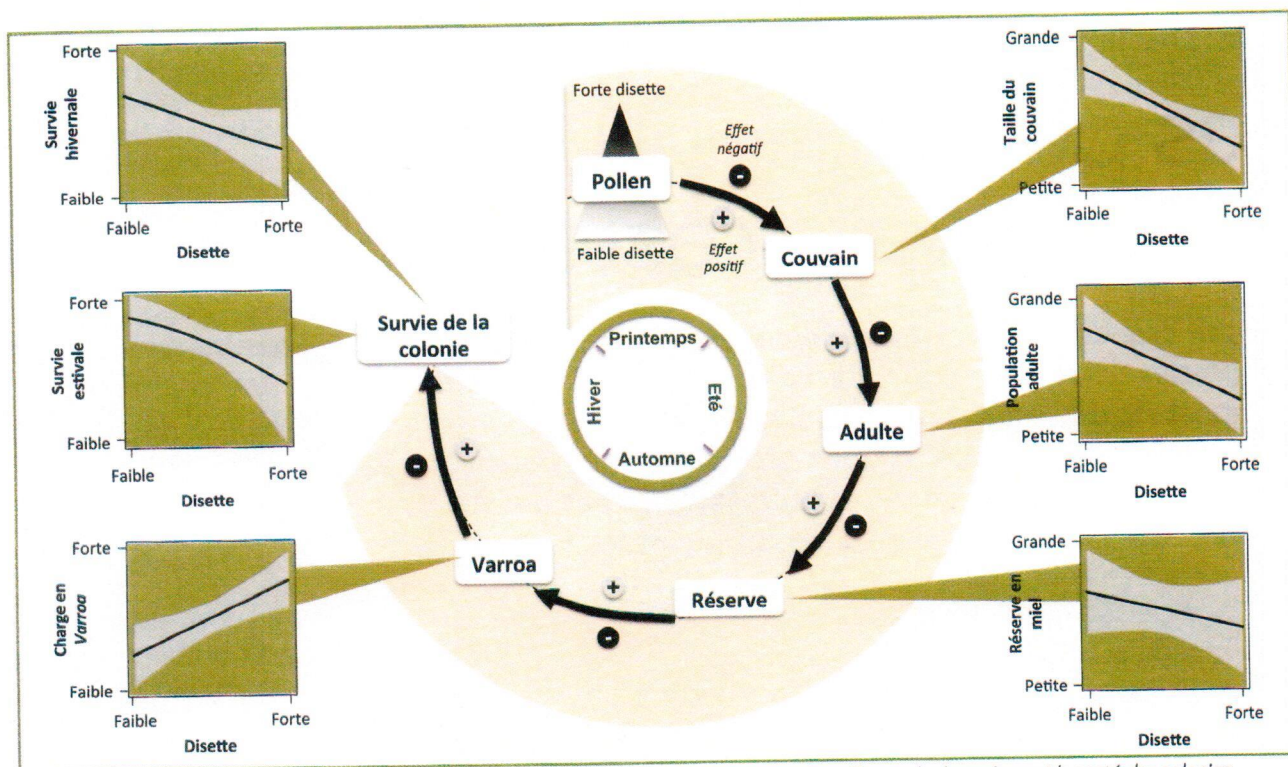 Forte
Survie
hivernale
Faible
Faible
Forte
Disette
Forte
Survie
estivale
Faible
Faible
Forte
Disette
Forte
Charge en
Varroa
Faible
Faible
Forte
Disette
Forte disette
Pollen
Faible disette
Effet
négatif
-
+
Effet
positif
Couvain
+
-
Adulte
+
-
Réserve
+
-
Varroa
-
+
Survie de la
colonie
Printemps
Eté
Automne
Hiver
Grande
Taille du
couvain
Petite
Faible
Forte
Disette
Grande
Population
adulte
Petite
Faible
Forte
Disette
Grande
Réserve en
miel
Petite
Faible
Forte
Disette